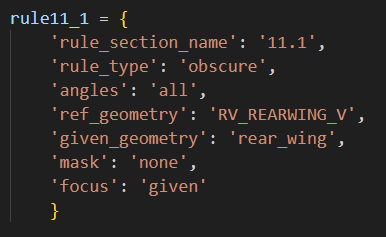 rule11_1 = {
    'rule_section_name': '11.1',
    'rule_type': 'obscure',
    'angles': 'all',
    'ref_geometry': 'RV_REARWING_V',
    'given_geometry': 'rear_wing',
    'mask': 'none',
    'focus': 'given'
    }